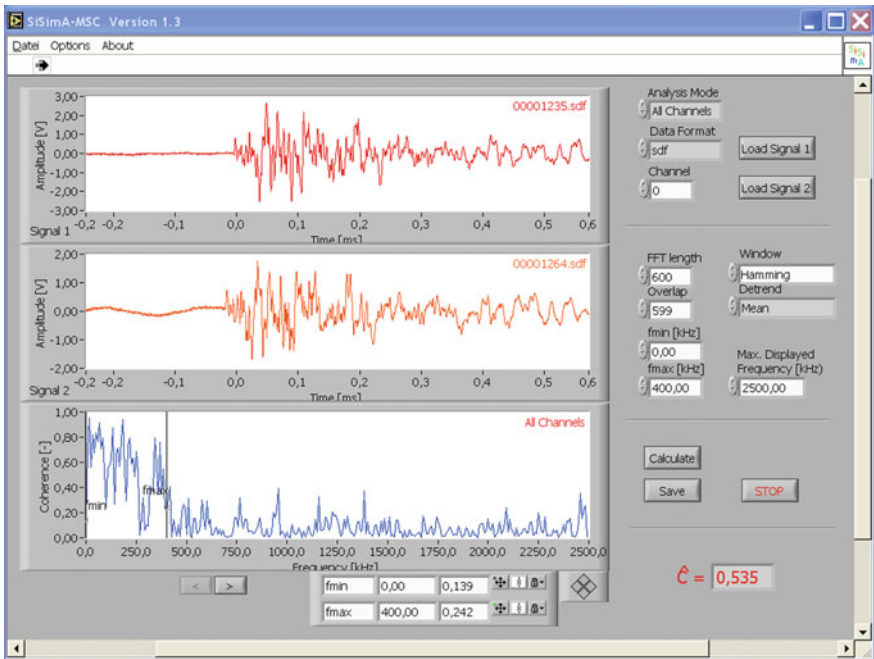 SiSimA-MSC Version 1.3
Datei Options About
SiSi
mA
3,00
2,00
1,00
0,00
-1,00
-2,00
-3,00
Amplitude [V]
00001235.sdf
-0,2 -0,2 -0,1 0,0 0,1 0,2 0,3 0,4 0,5 0,6
Signal 1
Time [ms]
2,00
1,00
0,00
-1,00
-2,00
Amplitude [V]
00001264.sdf
-0,2 -0,2 -0,1 0,0 0,1 0,2 0,3 0,4 0,5 0,6
Signal 2
Time [ms]
1,00
0,80
0,60
0,40
0,20
0,00
Coherence [-]
All Channels
fmin
fmax
0,0 250,0 500,0 750,0 1000,0 1250,0 1500,0 1750,0 2000,0 2250,0 2500,0
Frequency [kHz]
< >
fmin 0,00 0,139
fmax 400,00 0,242
Analysis Mode
All Channels
Data Format
sdf
Load Signal 1
Channel
0
Load Signal 2
FFT length
600
Window
Hamming
Overlap
599
Detrend
Mean
fmin [kHz]
0,00
fmax [kHz]
400,00
Max. Displayed
Frequency (kHz)
2500,00
Calculate
Save
STOP
Ĉ = 0,535